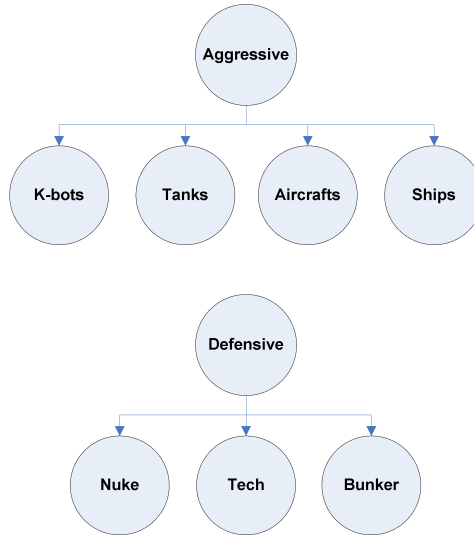 Aggressive
K-bots
Tanks
Aircrafts
Ships
Defensive
Nuke
Tech
Bunker